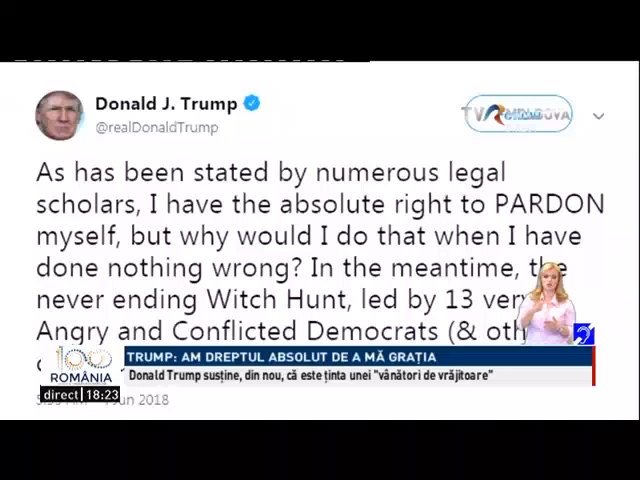 Donald J. Trump
@realDonaldTrump
TVR MOLDOVA
As has been stated by numerous legal
scholars, I have the absolute right to PARDON
myself, but why would I do that when I have
done nothing wrong? In the meantime, the
never ending Witch Hunt, led by 13 very
Angry and Conflicted Democrats (& oth
100
ROMÂNIA
TRUMP: AM DREPTUL ABSOLUT DE A MĂ GRAȚIA
Donald Trump susține, din nou, că este ținta unei "vânători de vrăjitoare"
direct 18:23
Jun 2018